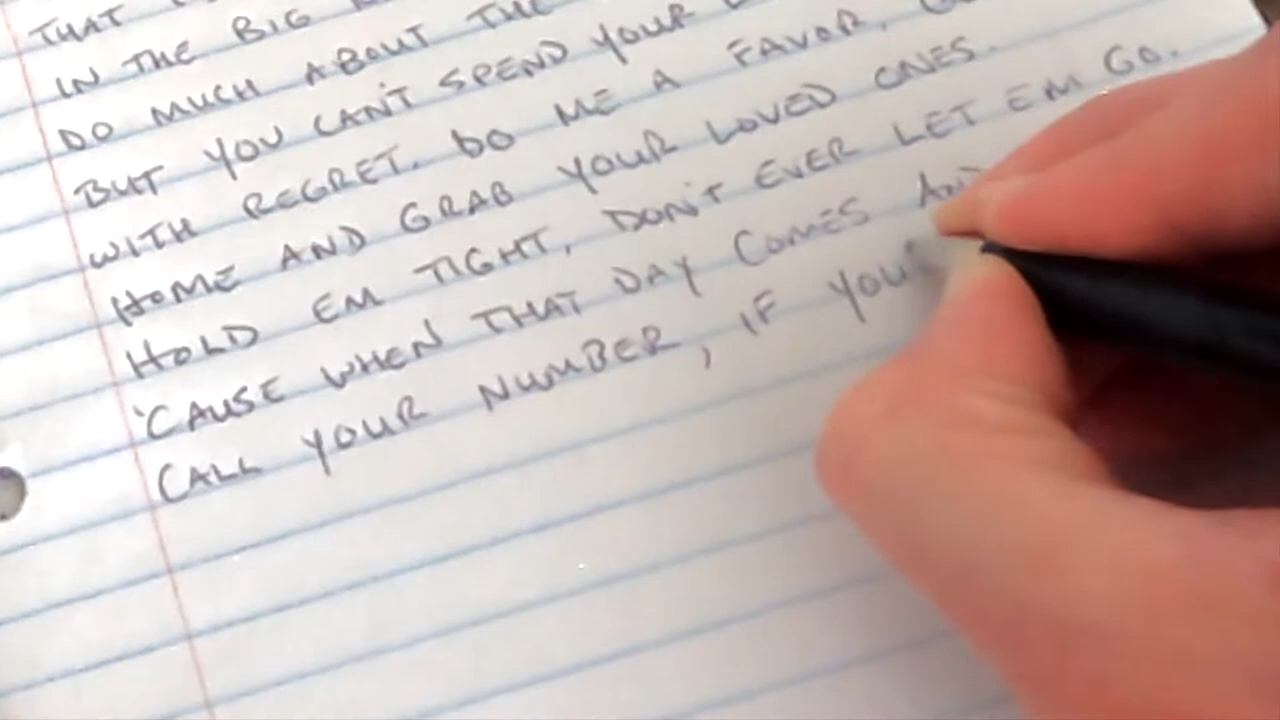 THAT
IN THE BIG
DO MUCH ABOUT THE
BUT YOU CAN'T SPEND YOUR
WITH REGRET. DO ME A FAVOR,
HOME AND GRAB YOUR LOVED ONES.
HOLD EM TIGHT, DON'T EVER LET EM GO.
'CAUSE WHEN THAT DAY COMES
CALL YOUR NUMBER, IF YOU